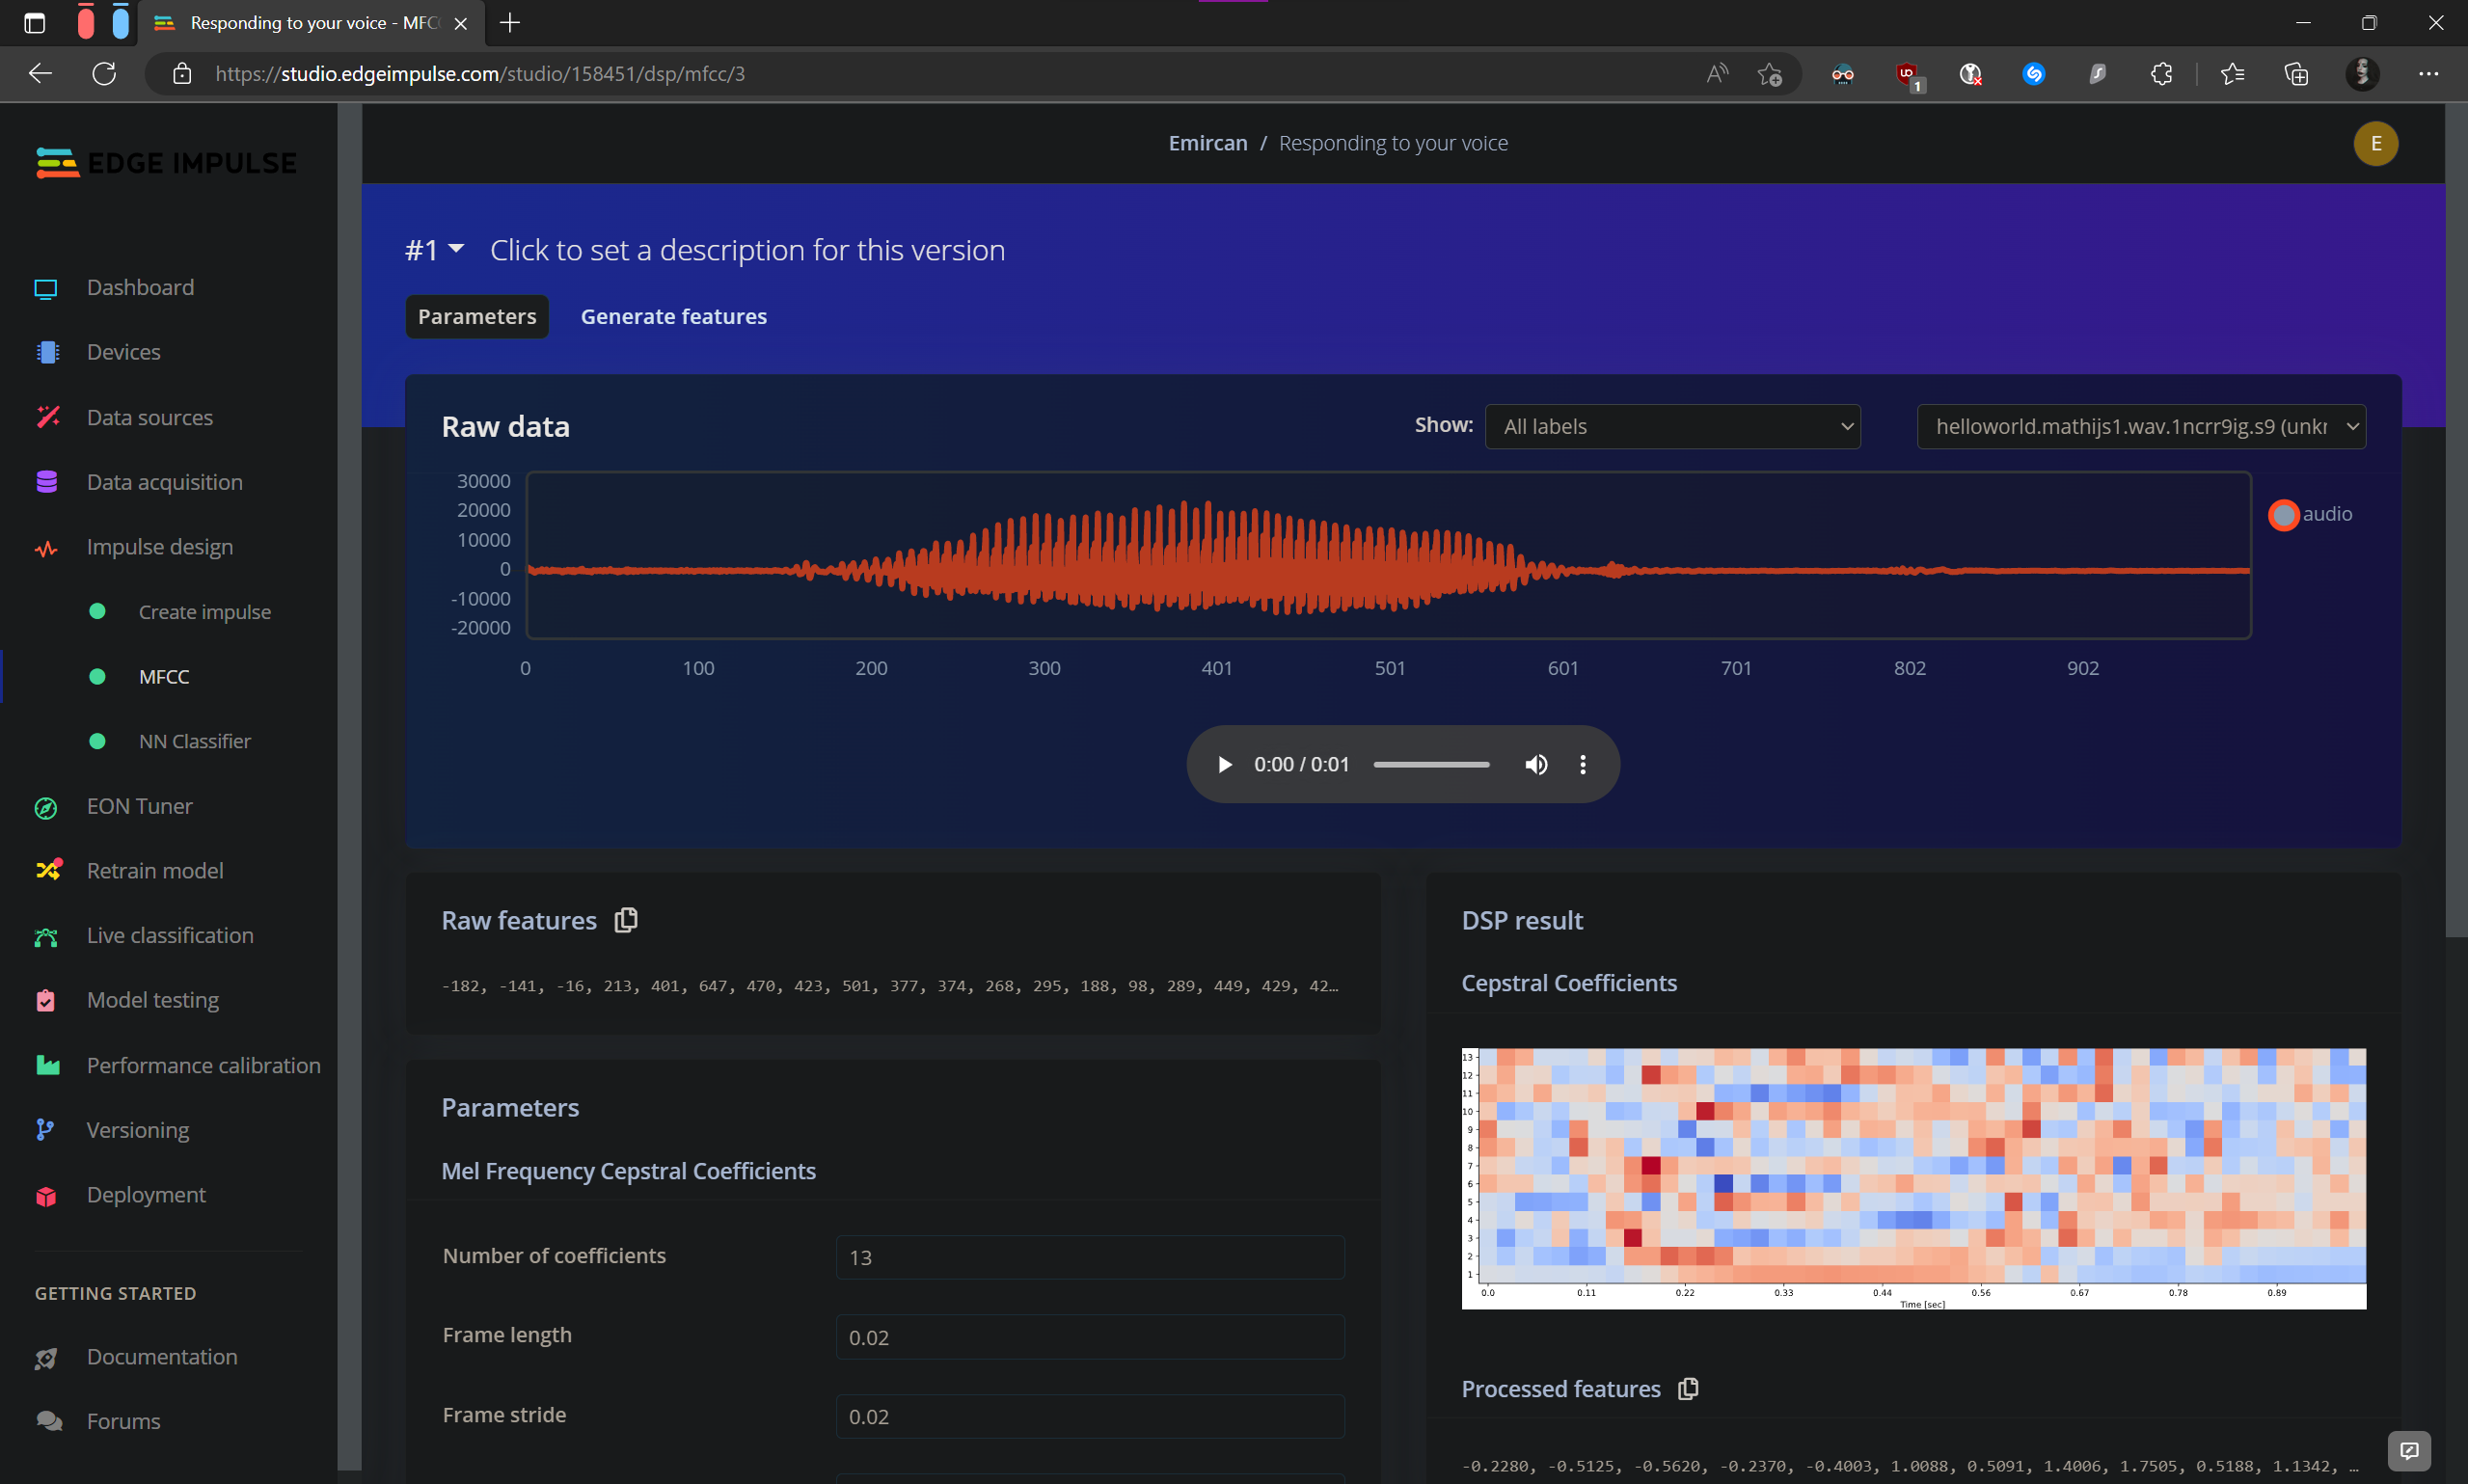 Responding to your voice - MFC
https://studio.edgeimpulse.com/studio/158451/dsp/mfcc/3
1
EDGE IMPULSE
Dashboard
Devices
Data sources
Data acquisition
Impulse design
Create impulse
MFCC
NN Classifier
EON Tuner
Retrain model
Live classification
Model testing
Performance calibration
Versioning
Deployment
GETTING STARTED
Documentation
Forums
Emircan / Responding to your voice
E
#1 Click to set a description for this version
Parameters Generate features
Raw data
Show: All labels helloworld.mathijs1.wav.1ncrr9ig.s9 (unkr
30000
20000
10000
0
-10000
-20000
0 100 200 300 401 501 601 701 802 902
audio
0:00 / 0:01
Raw features
-182, -141, -16, 213, 401, 647, 470, 423, 501, 377, 374, 268, 295, 188, 98, 289, 449, 429, 42…
Parameters
Mel Frequency Cepstral Coefficients
Number of coefficients 13
Frame length 0.02
Frame stride 0.02
DSP result
Cepstral Coefficients
13
12
11
10
9
8
7
6
5
4
3
2
1
0.0 0.11 0.22 0.33 0.44 0.56 0.67 0.78 0.89
Time [sec]
Processed features
-0.2280, -0.5125, -0.5620, -0.2370, -0.4003, 1.0088, 0.5091, 1.4006, 1.7505, 0.5188, 1.1342, …